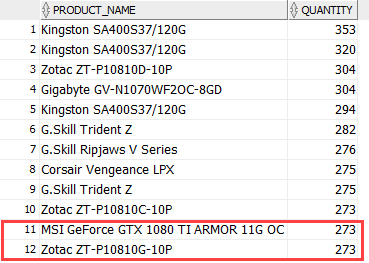 PRODUCT_NAME QUANTITY
1 Kingston SA400S37/120G 353
2 Kingston SA400S37/120G 320
3 Zotac ZT-P10810D-10P 304
4 Gigabyte GV-N1070WF2OC-8GD 304
5 Kingston SA400S37/120G 294
6 G.Skill Trident Z 282
7 G.Skill Ripjaws V Series 276
8 Corsair Vengeance LPX 275
9 G.Skill Trident Z 275
10 Zotac ZT-P10810C-10P 273
11 MSI GeForce GTX 1080 TI ARMOR 11G OC 273
12 Zotac ZT-P10810G-10P 273